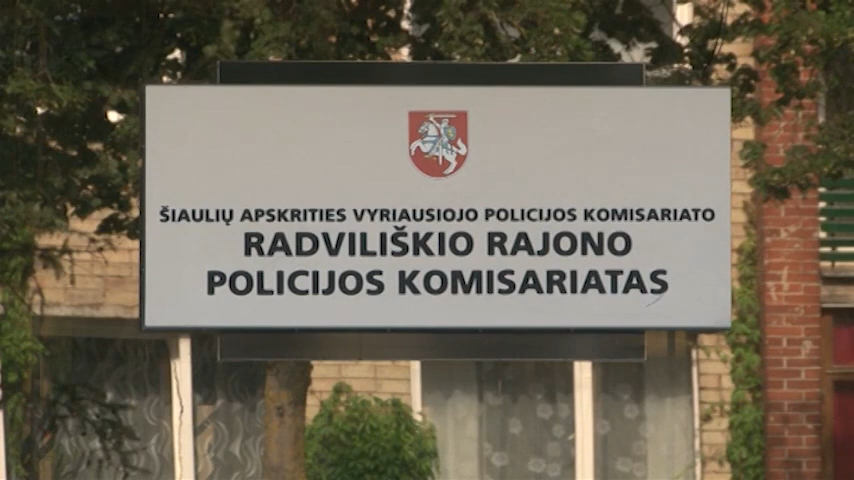 ŠIAULIŲ APSKRITIES VYRIAUSIOJO POLICIJOS KOMISARIATO
RADVILIŠKIO RAJONO
POLICIJOS KOMISARIATAS